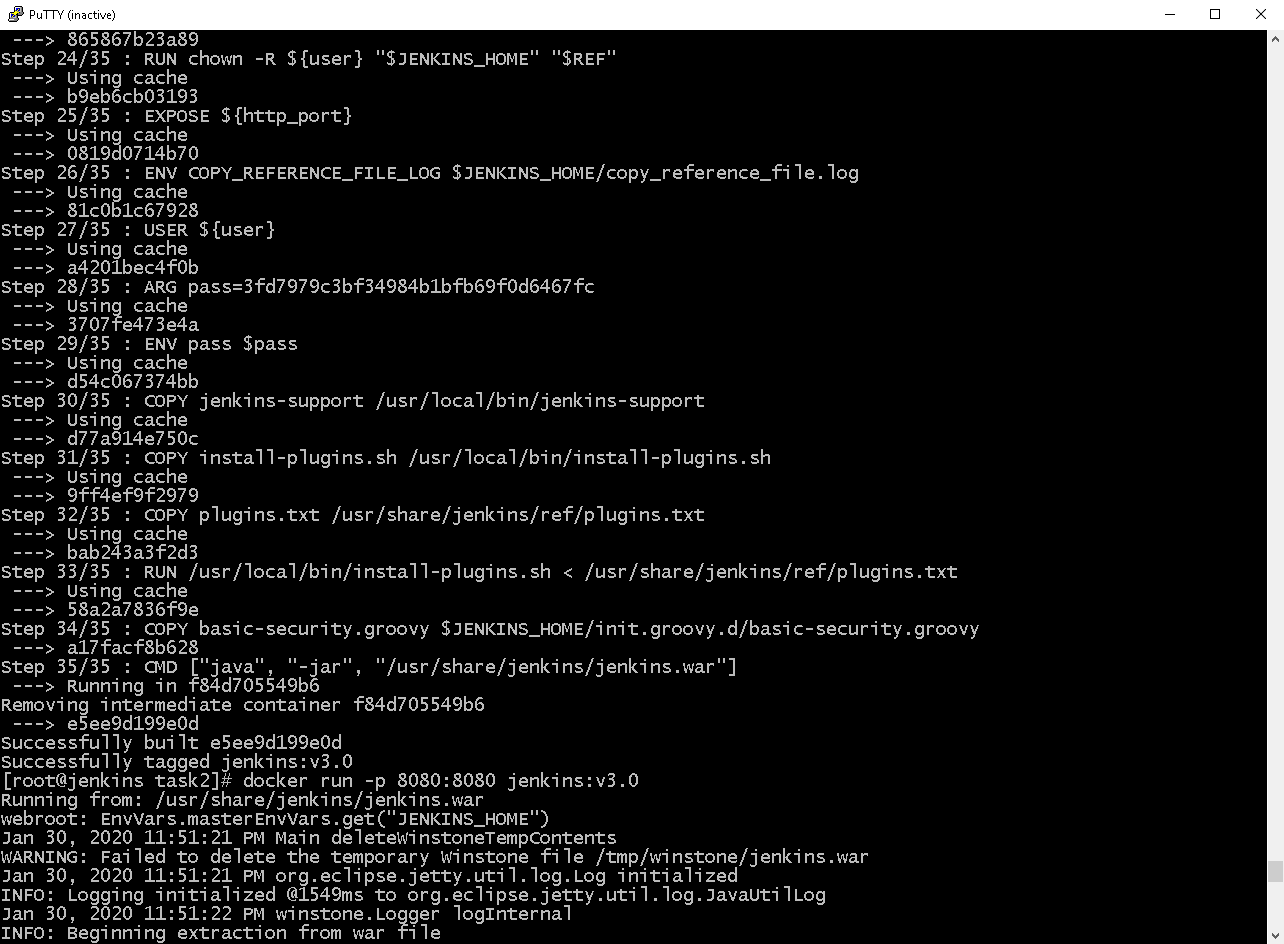 PuTTY (inactive)
---> 865867b23a89
Step 24/35 : RUN chown -R ${user} "$JENKINS_HOME" "$REF"
---> Using cache
---> b9eb6cb03193
Step 25/35 : EXPOSE ${http_port}
---> Using cache
---> 0819d0714b70
Step 26/35 : ENV COPY_REFERENCE_FILE_LOG $JENKINS_HOME/copy_reference_file.log
---> Using cache
---> 81c0b1c67928
Step 27/35 : USER ${user}
---> Using cache
---> a4201bec4f0b
Step 28/35 : ARG pass=3fd7979c3bf34984b1bfb69f0d6467fc
---> Using cache
---> 3707fe473e4a
Step 29/35 : ENV pass $pass
---> Using cache
---> d54c067374bb
Step 30/35 : COPY jenkins-support /usr/local/bin/jenkins-support
---> Using cache
---> d77a914e750c
Step 31/35 : COPY install-plugins.sh /usr/local/bin/install-plugins.sh
---> Using cache
---> 9ff4ef9f2979
Step 32/35 : COPY plugins.txt /usr/share/jenkins/ref/plugins.txt
---> Using cache
---> bab243a3f2d3
Step 33/35 : RUN /usr/local/bin/install-plugins.sh < /usr/share/jenkins/ref/plugins.txt
---> Using cache
---> 58a2a7836f9e
Step 34/35 : COPY basic-security.groovy $JENKINS_HOME/init.groovy.d/basic-security.groovy
---> a17facf8b628
Step 35/35 : CMD ["java", "-jar", "/usr/share/jenkins/jenkins.war"]
---> Running in f84d705549b6
Removing intermediate container f84d705549b6
---> e5ee9d199e0d
Successfully built e5ee9d199e0d
Successfully tagged jenkins:v3.0
[root@jenkins task2]# docker run -p 8080:8080 jenkins:v3.0
Running from: /usr/share/jenkins/jenkins.war
webroot: EnvVars.masterEnvVars.get("JENKINS_HOME")
Jan 30, 2020 11:51:21 PM Main deleteWinstoneTempContents
WARNING: Failed to delete the temporary Winstone file /tmp/winstone/jenkins.war
Jan 30, 2020 11:51:21 PM org.eclipse.jetty.util.log.Log initialized
INFO: Logging initialized @1549ms to org.eclipse.jetty.util.log.JavaUtilLog
Jan 30, 2020 11:51:22 PM winstone.Logger logInternal
INFO: Beginning extraction from war file